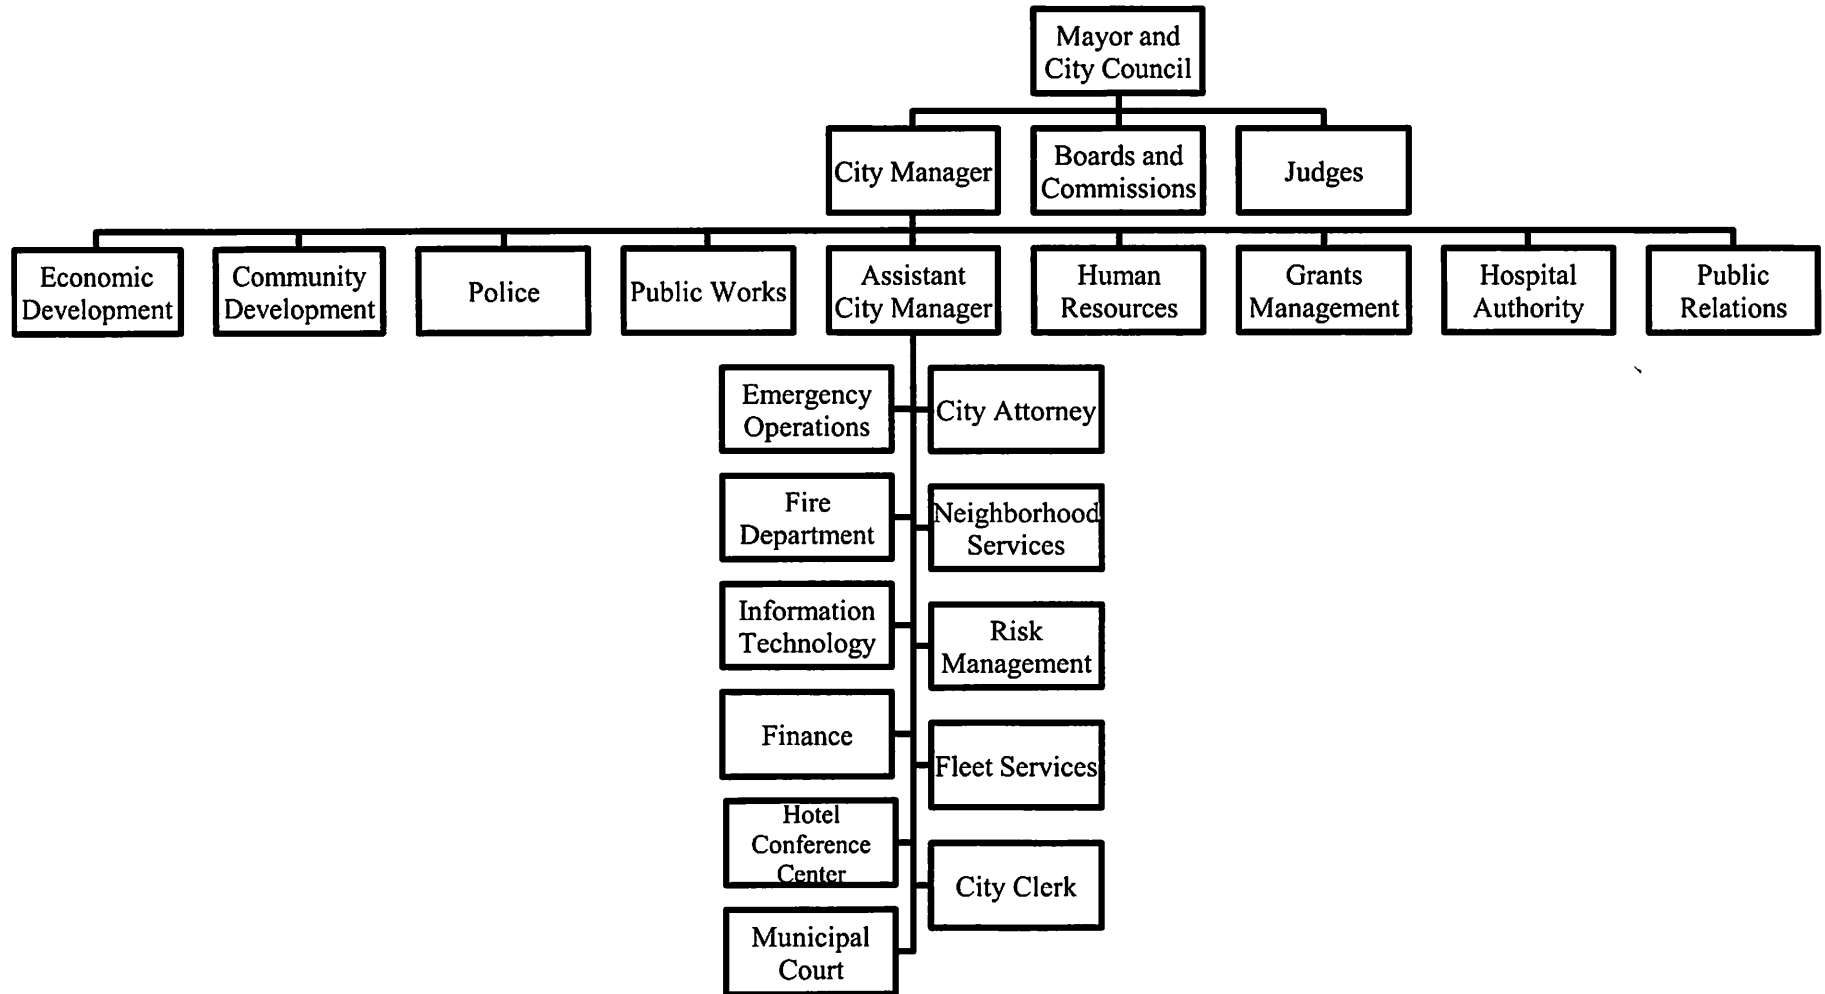 Mayor and
City Council
City Manager
Boards and
Commissions
Judges
Economic
Development
Community
Development
Police
Public Works
Assistant
City Manager
Human
Resources
Grants
Management
Hospital
Authority
Public
Relations
Emergency
Operations
City Attorney
Fire
Department
Neighborhood
Services
Information
Technology
Risk
Management
Finance
Fleet Services
Hotel
Conference
Center
City Clerk
Municipal
Court